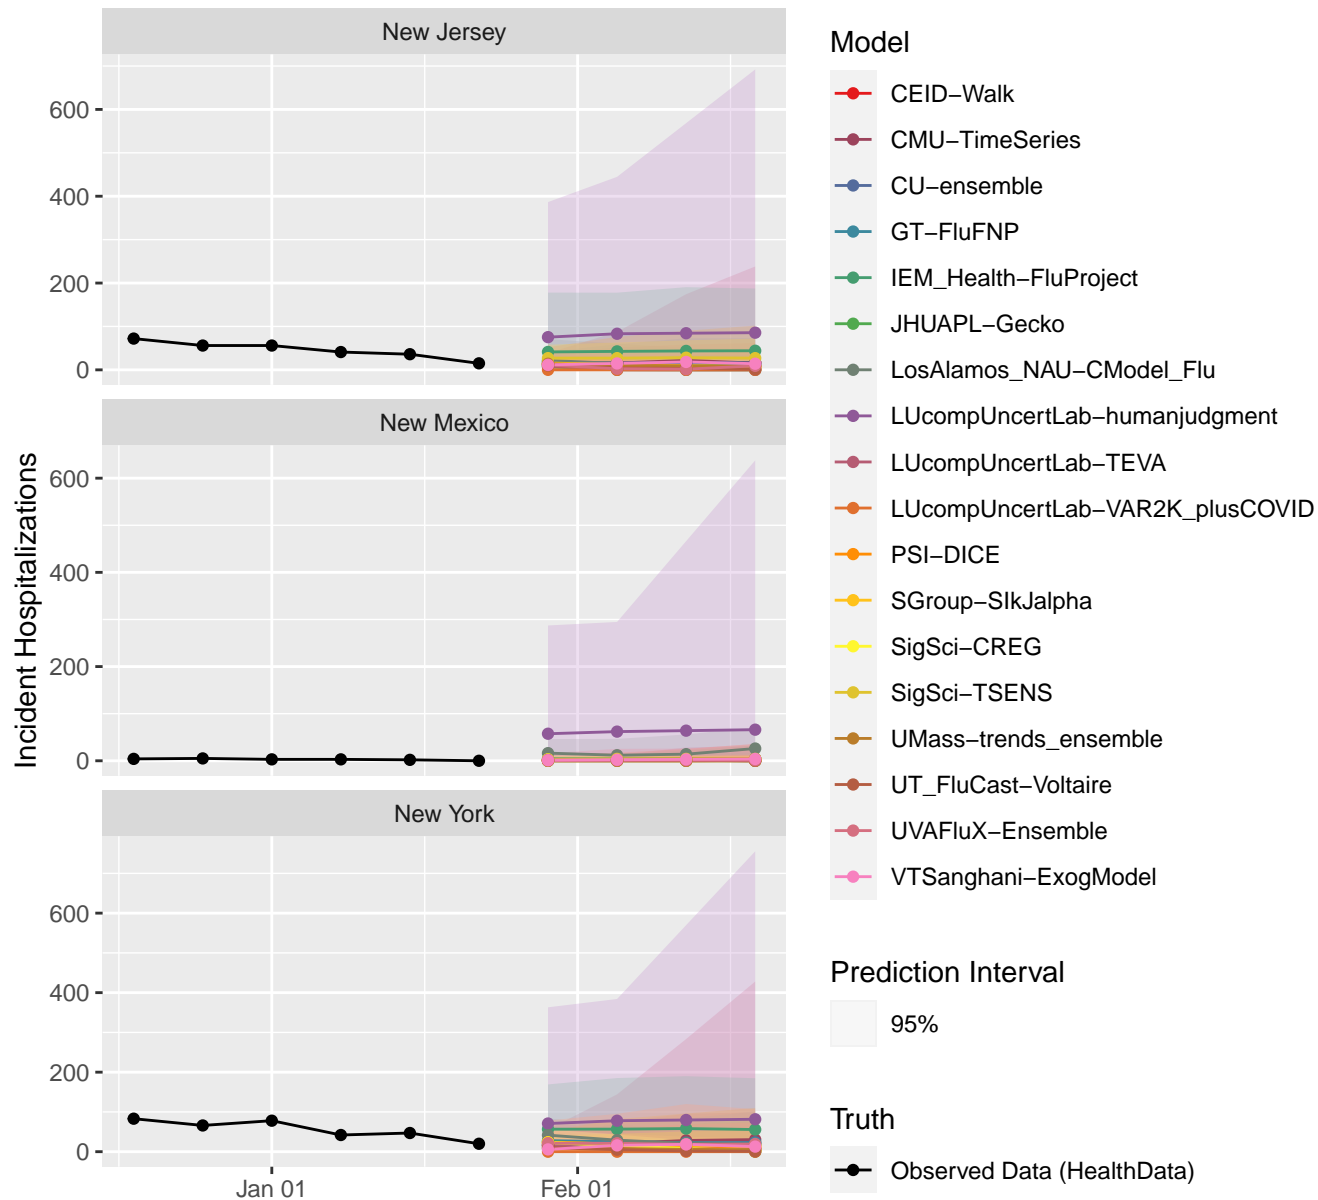 New Jersey
600
400
200
0
New Mexico
600
400
200
0
New York
600
400
200
0
Jan 01
Feb 01
Incident Hospitalizations
Model
CEID−Walk
CMU−TimeSeries
CU−ensemble
GT−FluFNP
IEM_Health−FluProject
JHUAPL−Gecko
LosAlamos_NAU−CModel_Flu
LUcompUncertLab−humanjudgment
LUcompUncertLab−TEVA
LUcompUncertLab−VAR2K_plusCOVID
PSI−DICE
SGroup−SIkJalpha
SigSci−CREG
SigSci−TSENS
UMass−trends_ensemble
UT_FluCast−Voltaire
UVAFluX−Ensemble
VTSanghani−ExogModel
Prediction Interval
95%
Truth
Observed Data (HealthData)